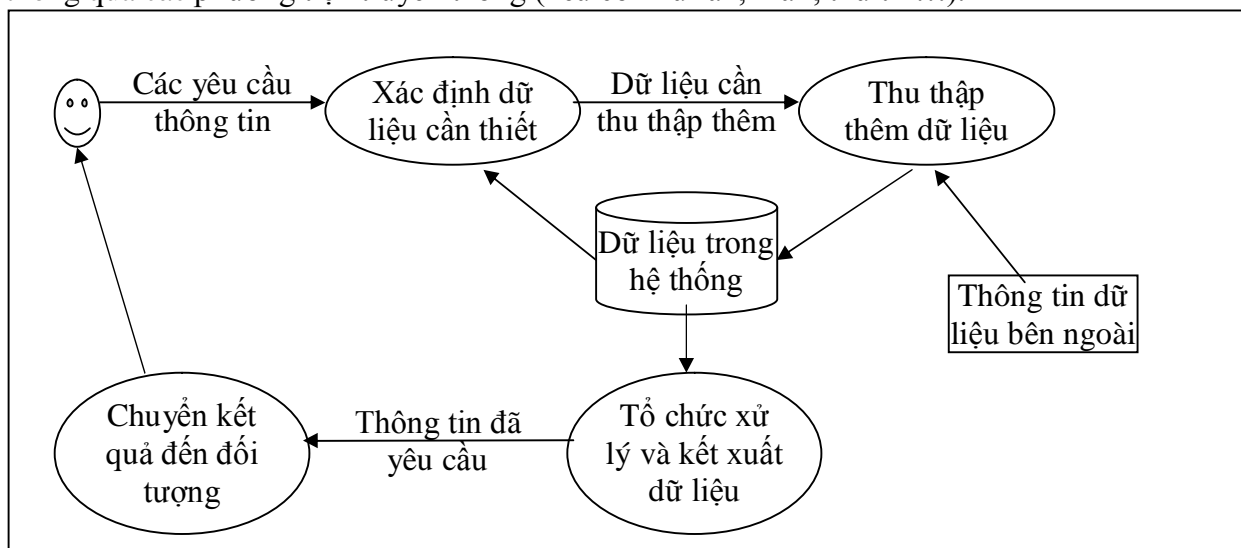 Các yêu cầu
thông tin
Xác định dữ
liệu cần thiết
Dữ liệu cần
thu thập thêm
Thu thập
thêm dữ liệu
Dữ liệu trong
hệ thống
Thông tin dữ
liệu bên ngoài
Chuyển kết
quả đến đối
tượng
Thông tin đã
yêu cầu
Tổ chức xử
lý và kết xuất
dữ liệu